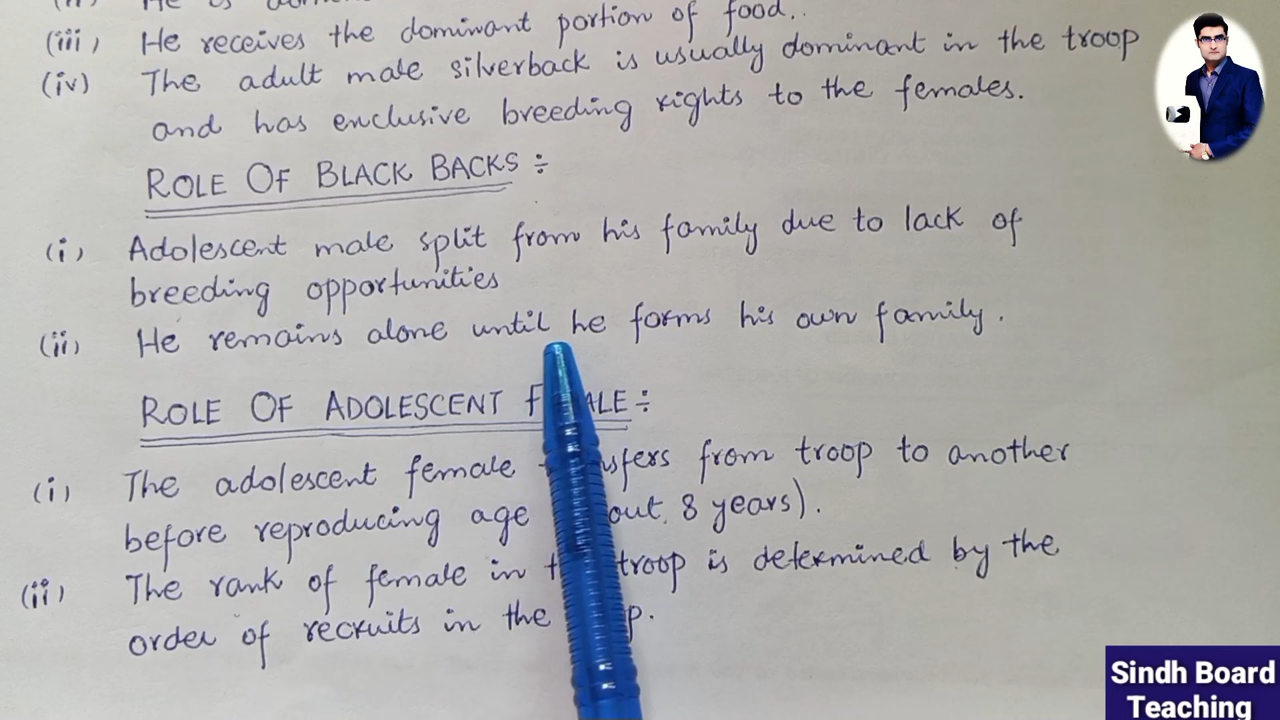 He is
(iii) He receives the dominant portion of food..
(iv) The adult male silverback is usually dominant in the troop
and has exclusive breeding rights to the females.
ROLE OF BLACK BACKS ÷
(i) Adolescent male split from his family due to lack of
breeding opportunities
(ii) He remains alone until he forms his own family.
ROLE OF ADOLESCENT ÷
(i) The adolescent female from troop to another
before reproducing age 8 years).
(ii) The rank of female in troop is determined by the
order of recruits in the
Sindh Board
Teaching